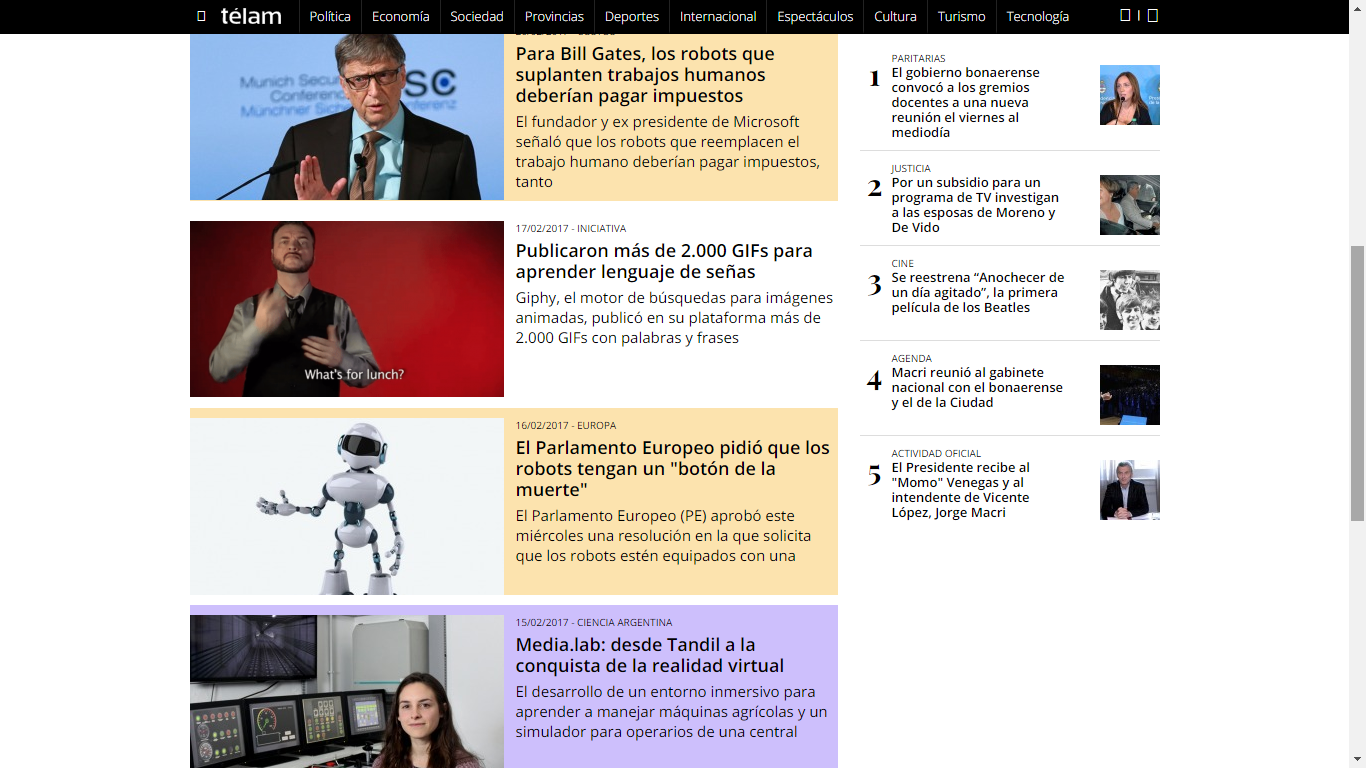 télam
Política
Economía
Sociedad
Provincias
Deportes
Internacional
Espectáculos
Cultura
Turismo
Tecnología
Munich
Conferen
Münchner
SC
Para Bill Gates, los robots que
suplanten trabajos humanos
deberían pagar impuestos
El fundador y ex presidente de Microsoft
señaló que los robots que reemplacen el
trabajo humano deberían pagar impuestos,
tanto
What's for lunch?
17/02/2017 - INICIATIVA
Publicaron más de 2.000 GIFs para
aprender lenguaje de señas
Giphy, el motor de búsquedas para imágenes
animadas, publicó en su plataforma más de
2.000 GIFs con palabras y frases
16/02/2017 - EUROPA
El Parlamento Europeo pidió que los
robots tengan un "botón de la
muerte"
El Parlamento Europeo (PE) aprobó este
miércoles una resolución en la que solicita
que los robots estén equipados con una
15/02/2017 - CIENCIA ARGENTINA
Media.lab: desde Tandil a la
conquista de la realidad virtual
El desarrollo de un entorno inmersivo para
aprender a manejar máquinas agrícolas y un
simulador para operarios de una central
1
PARITARIAS
El gobierno bonaerense
convocó a los gremios
docentes a una nueva
reunión el viernes al
mediodía
2
JUSTICIA
Por un subsidio para un
programa de TV investigan
a las esposas de Moreno y
De Vido
3
CINE
Se reestrena “Anochecer de
un día agitado”, la primera
película de los Beatles
4
AGENDA
Macri reunió al gabinete
nacional con el bonaerense
y el de la Ciudad
5
ACTIVIDAD OFICIAL
El Presidente recibe al
"Momo" Venegas y al
intendente de Vicente
López, Jorge Macri